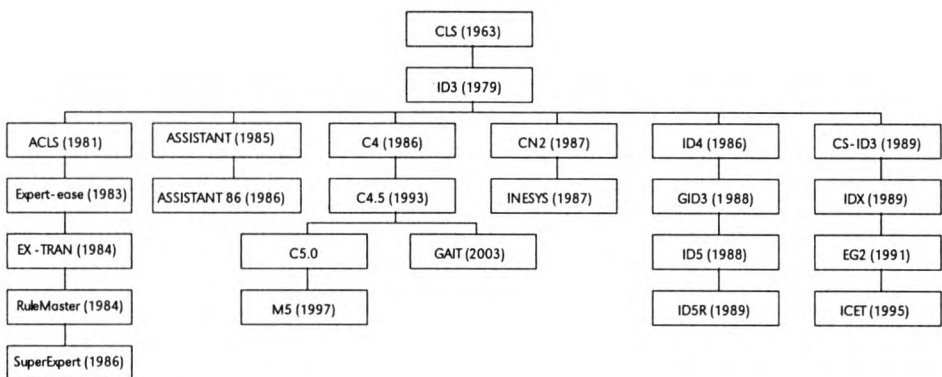 CLS (1963)
ID3 (1979)
ACLS (1981)
ASSISTANT (1985)
C4 (1986)
CN2 (1987)
ID4 (1986)
CS-ID3 (1989)
Expert-ease (1983)
ASSISTANT 86 (1986)
C4.5 (1993)
INESYS (1987)
GID3 (1988)
IDX (1989)
EX-TRAN (1984)
C5.0
GAIT (2003)
ID5 (1988)
EG2 (1991)
RuleMaster (1984)
M5 (1997)
ID5R (1989)
ICET (1995)
SuperExpert (1986)